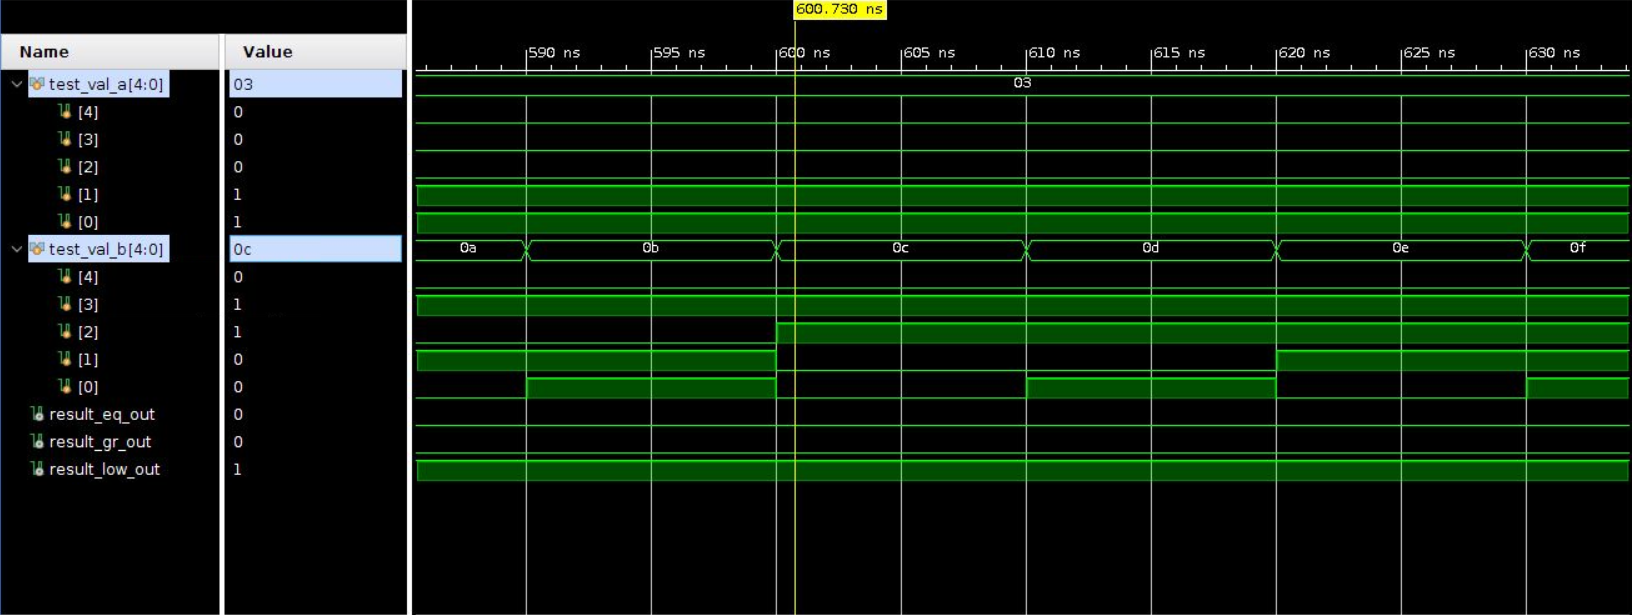 600.730 ns
Name Value 590 ns 595 ns 600 ns 605 ns 610 ns 615 ns 620 ns 625 ns 630 ns
test_val_a[4:0] 03 03
[4] 0
[3] 0
[2] 0
[1] 1
[0] 1
test_val_b[4:0] 0c 0a 0b 0c 0d 0e 0f
[4] 0
[3] 1
[2] 1
[1] 0
[0] 0
result_eq_out 0
result_gr_out 0
result_low_out 1